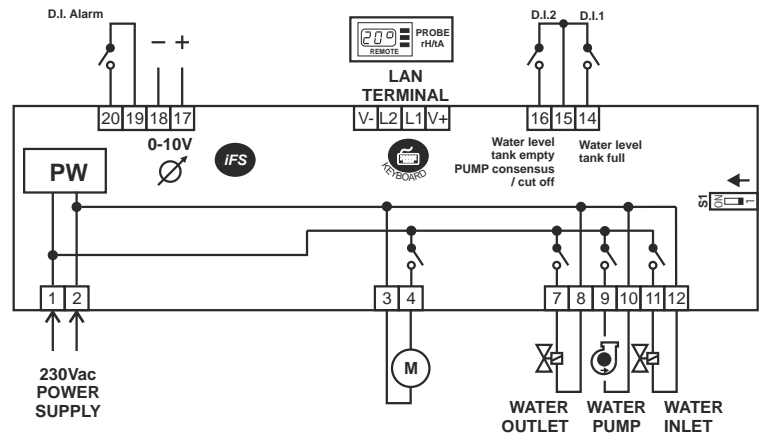 D.I. Alarm
− +
20°
REMOTE
PROBE
rH/tA
LAN
TERMINAL
D.I.2
D.I.1
20 19 18 17
V- L2 L1 V+
16 15 14
0-10V
iFS
KEYBOARD
Water level
tank empty
PUMP consensus
/ cut off
Water level
tank full
PW
S1
ON
1
1 2
3 4
7 8 9 10 11 12
230Vac
POWER
SUPPLY
M
WATER
OUTLET
WATER
PUMP
WATER
INLET